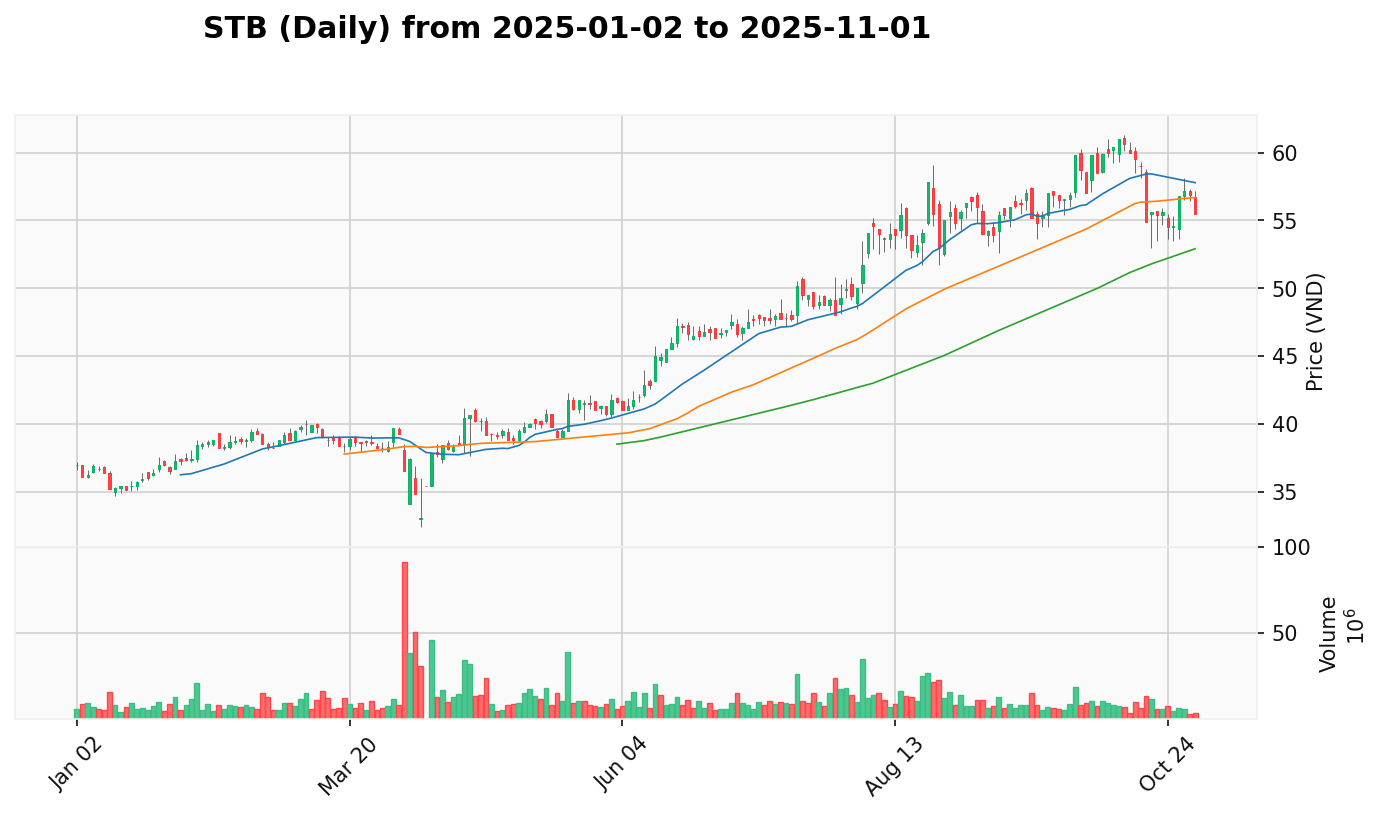 STB (Daily) from 2025-01-02 to 2025-11-01
60
55
50
45
40
35
Price (VND)
100
50
Volume
10⁶
Jan 02
Mar 20
Jun 04
Aug 13
Oct 24